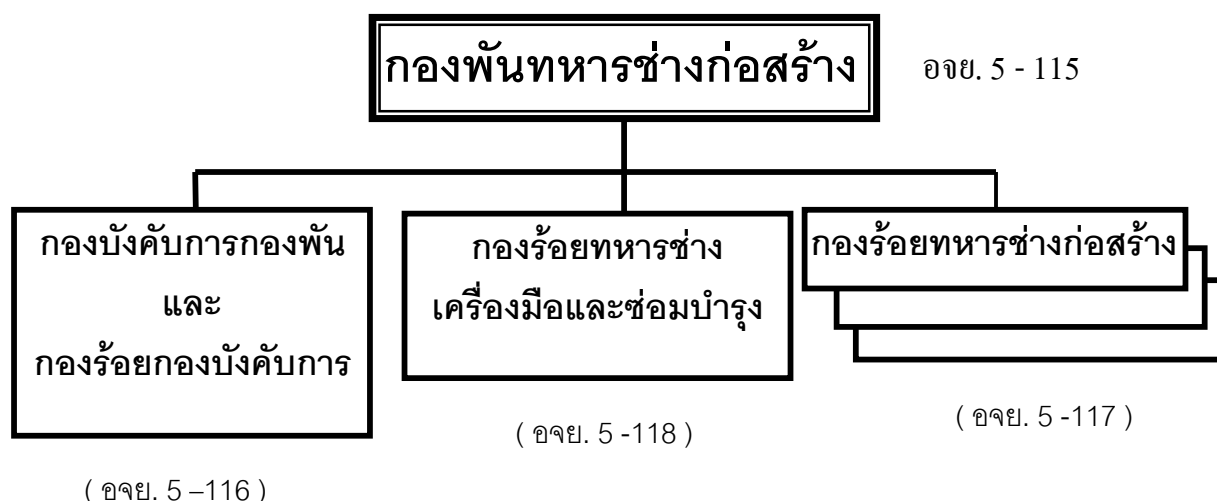 กองพันทหารช่างก่อสร้าง
อจย. 5 - 115
กองบังคับการกองพัน
และ
กองร้อยกองบังคับการ
( อจย. 5 –116 )
กองร้อยทหารช่าง
เครื่องมือและซ่อมบำรุง
( อจย. 5 -118 )
กองร้อยทหารช่างก่อสร้าง
( อจย. 5 -117 )